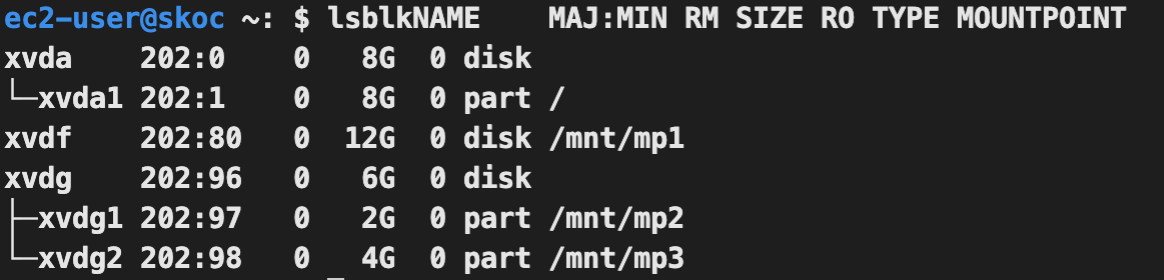 ec2-user@skoc ~: $ lsblkNAME    MAJ:MIN RM SIZE RO TYPE MOUNTPOINT
xvda    202:0    0   8G  0 disk
└─xvda1 202:1    0   8G  0 part /
xvdf    202:80   0  12G  0 disk /mnt/mp1
xvdg    202:96   0   6G  0 disk
├─xvdg1 202:97   0   2G  0 part /mnt/mp2
└─xvdg2 202:98   0   4G  0 part /mnt/mp3